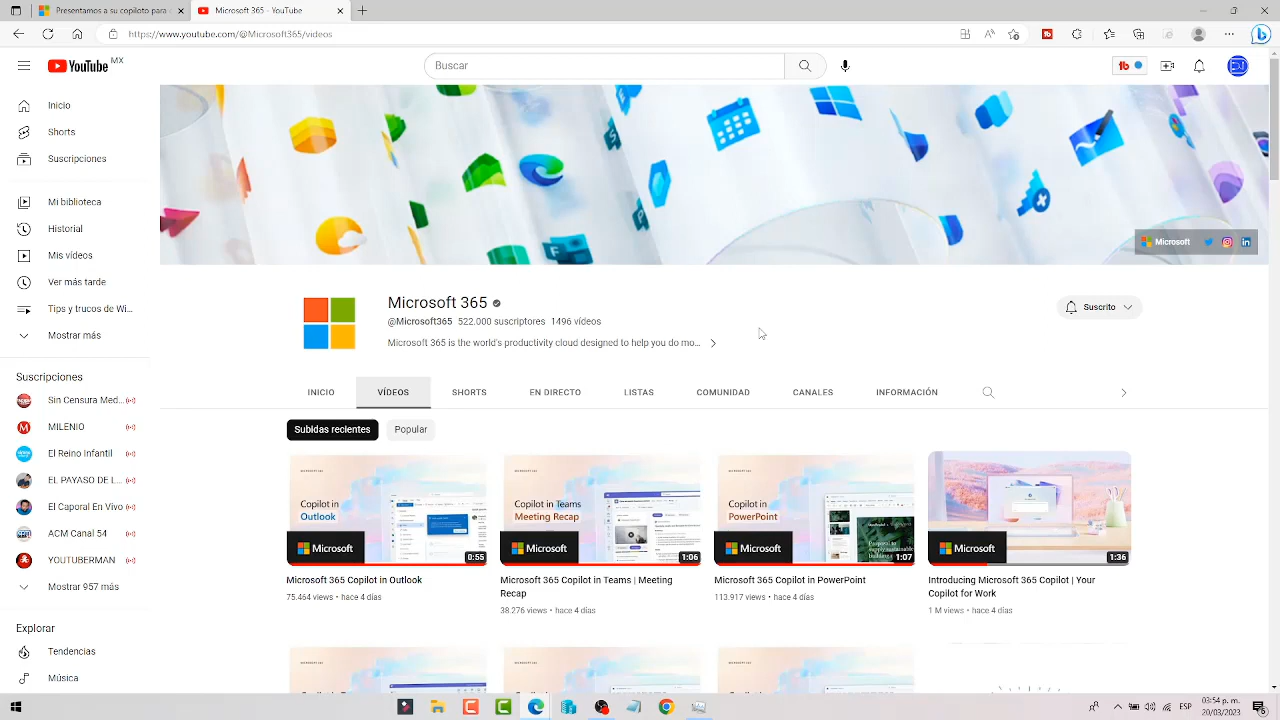 Presentamos a su copiloto para
Microsoft 365 - YouTube
https://www.youtube.com/@Microsoft365/videos
YouTube MX
Buscar
Inicio
Shorts
Suscripciones
Mi biblioteca
Historial
Mis vídeos
Ver más tarde
Tips y trucos de Wi...
Mostrar más
Suscripciones
Sin Censura Med...
MILENIO
El Reino Infantil
EL PAYASO DE L...
El Capital En Vivo
ADN Canal 54
YOUTUBERMAN
Mostrar 957 más
Explorar
Tendencias
Música
Microsoft
Microsoft 365
@Microsoft365 522.000 suscriptores 1496 vídeos
Microsoft 365 is the world's productivity cloud designed to help you do mo...
Suscrito
INICIO VÍDEOS SHORTS EN DIRECTO LISTAS COMUNIDAD CANALES INFORMACIÓN
Subidas recientes Popular
Copilot in
Outlook
Microsoft
0:55
Microsoft 365 Copilot in Outlook
75.464 views • hace 4 días
Copilot in Teams
Meeting Recap
Microsoft
1:06
Microsoft 365 Copilot in Teams | Meeting
Recap
38 276 views • hace 4 días
Copilot in
PowerPoint
Microsoft
1:07
Microsoft 365 Copilot in PowerPoint
113.917 views • hace 4 días
Microsoft
1:36
Introducing Microsoft 365 Copilot | Your
Copilot for Work
1 M views • hace 4 días
ESP
03:54 p. m.
20/03/2023